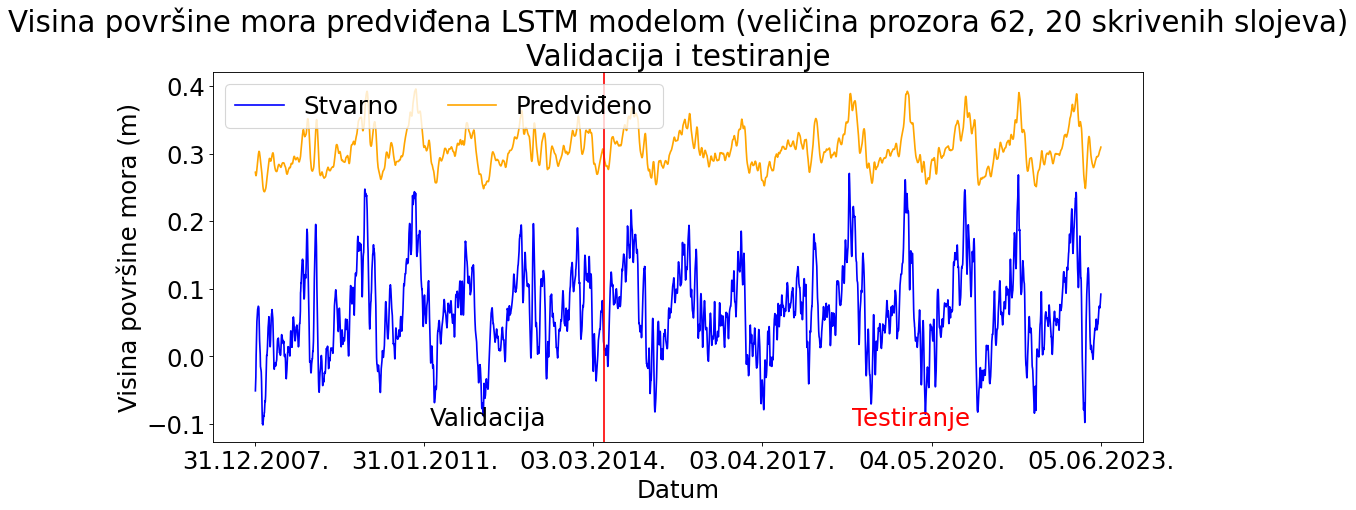 Visina površine mora predviđena LSTM modelom (veličina prozora 62, 20 skrivenih slojeva)
Validacija i testiranje
Stvarno
Predviđeno
Visina površine mora (m)
0.4
0.3
0.2
0.1
0.0
−0.1
Validacija
Testiranje
31.12.2007.
31.01.2011.
03.03.2014.
03.04.2017.
04.05.2020.
05.06.2023.
Datum